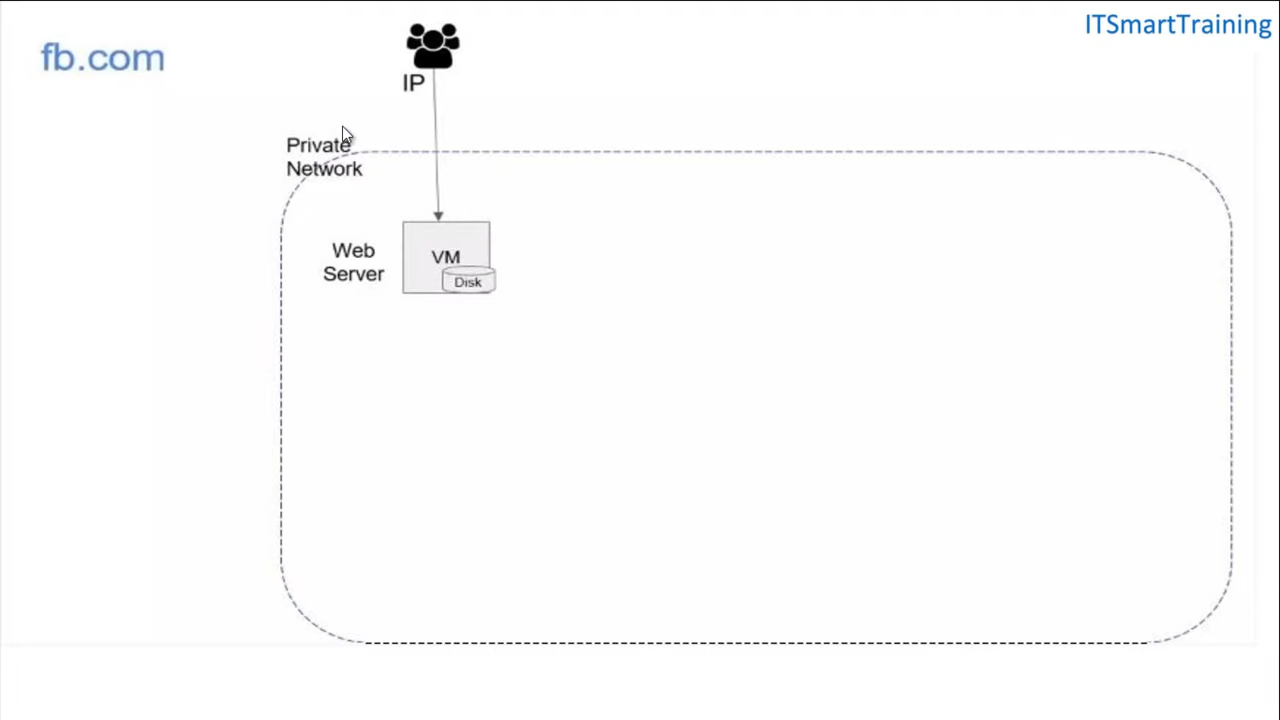 ITSmartTraining
fb.com
IP
Private
Network
Web
Server
VM
Disk